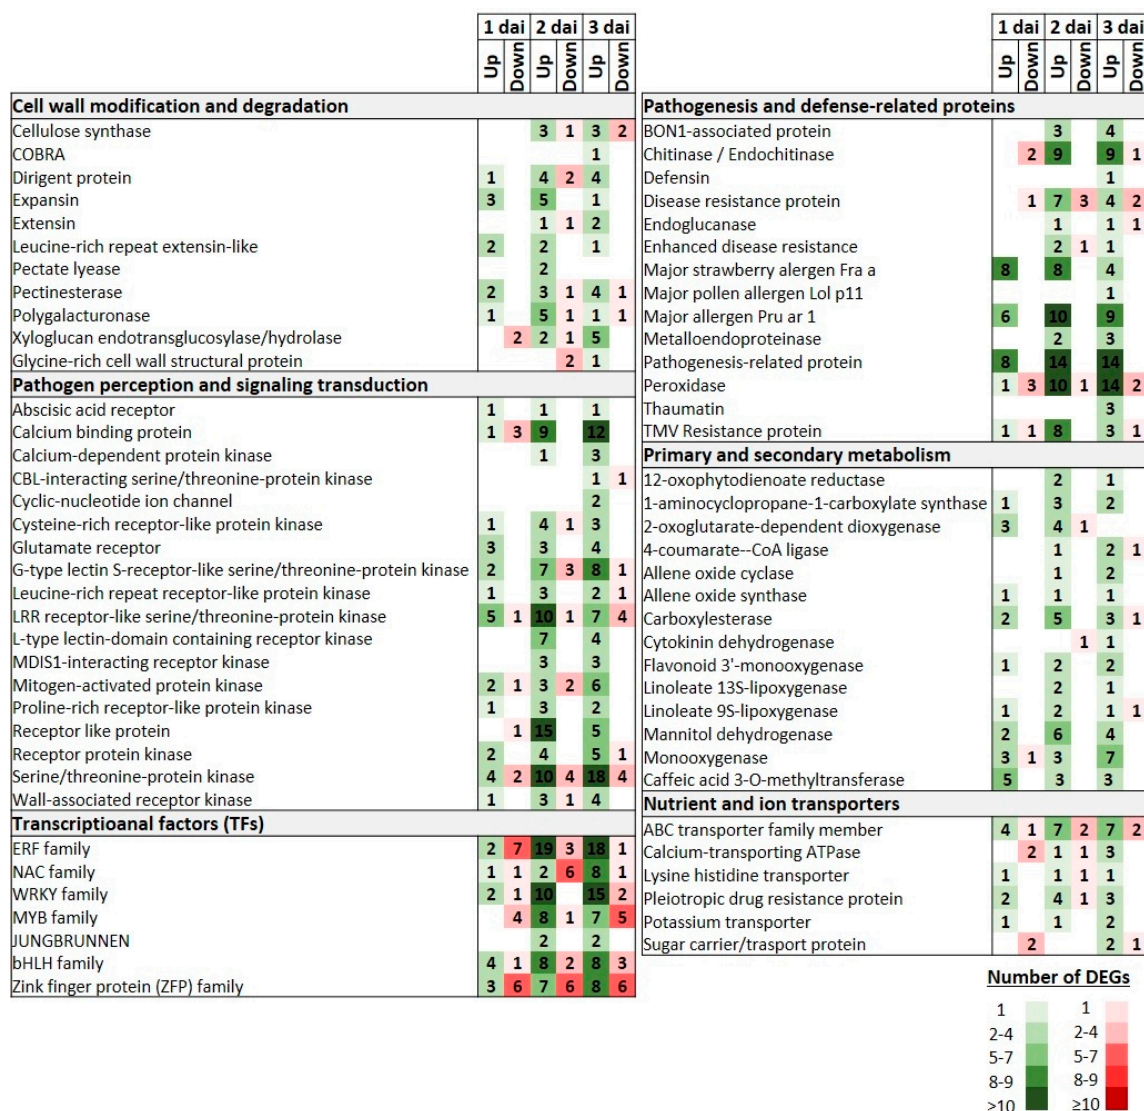 1 dai 2 dai 3 dai
Up Down Up Down Up Down
Cell wall modification and degradation
Cellulose synthase 3 1 3 2
COBRA 1
Dirigent protein 1 4 2 4
Expansin 3 5 1
Extensin 1 1 2
Leucine-rich repeat extensin-like 2 2 1
Pectate lyease 2
Pectinesterase 2 3 1 4 1
Polygalacturonase 1 5 1 1 1
Xyloglucan endotransglucosylase/hydrolase 2 2 1 5
Glycine-rich cell wall structural protein 2 1
Pathogen perception and signaling transduction
Abscisic acid receptor 1 1 1
Calcium binding protein 1 3 9 12
Calcium-dependent protein kinase 1 3
CBL-interacting serine/threonine-protein kinase 1 1
Cyclic-nucleotide ion channel 2
Cysteine-rich receptor-like protein kinase 1 4 1 3
Glutamate receptor 3 3 4
G-type lectin S-receptor-like serine/threonine-protein kinase 2 7 3 8 1
Leucine-rich repeat receptor-like protein kinase 1 3 2 1
LRR receptor-like serine/threonine-protein kinase 5 1 10 1 7 4
L-type lectin-domain containing receptor kinase 7 4
MDIS1-interacting receptor kinase 3 3
Mitogen-activated protein kinase 2 1 3 2 6
Proline-rich receptor-like protein kinase 1 3 2
Receptor like protein 1 15 5
Receptor protein kinase 2 4 5 1
Serine/threonine-protein kinase 4 2 10 4 18 4
Wall-associated receptor kinase 1 3 1 4
Transcriptioanal factors (TFs)
ERF family 2 7 19 3 18 1
NAC family 1 1 2 6 8 1
WRKY family 2 1 10 15 2
MYB family 4 8 1 7 5
JUNGBRUNNEN 2 2
bHLH family 4 1 8 2 8 3
Zink finger protein (ZFP) family 3 6 7 6 8 6
1 dai 2 dai 3 dai
Up Down Up Down Up Down
Pathogenesis and defense-related proteins
BON1-associated protein 3 4
Chitinase / Endochitinase 2 9 9 1
Defensin 1
Disease resistance protein 1 7 3 4 2
Endoglucanase 1 1 1
Enhanced disease resistance 2 1 1
Major strawberry alergen Fra a 8 8 4
Major pollen allergen Lol p11 1
Major allergen Pru ar 1 6 10 9
Metalloendoproteinase 2 3
Pathogenesis-related protein 8 14 14
Peroxidase 1 3 10 1 14 2
Thaumatin 3
TMV Resistance protein 1 1 8 3 1
Primary and secondary metabolism
12-oxophytodienoate reductase 2 1
1-aminocyclopropane-1-carboxylate synthase 1 3 2
2-oxoglutarate-dependent dioxygenase 3 4 1
4-coumarate--CoA ligase 1 2 1
Allene oxide cyclase 1 2
Allene oxide synthase 1 1 1
Carboxylesterase 2 5 3 1
Cytokinin dehydrogenase 1 1
Flavonoid 3'-monooxygenase 1 2 2
Linoleate 13S-lipoxygenase 2 1
Linoleate 9S-lipoxygenase 1 2 1 1
Mannitol dehydrogenase 2 6 4
Monooxygenase 3 1 3 7
Caffeic acid 3-O-methyltransferase 5 3 3
Nutrient and ion transporters
ABC transporter family member 4 1 7 2 7 2
Calcium-transporting ATPase 2 1 1 3
Lysine histidine transporter 1 1 1 1
Pleiotropic drug resistance protein 2 4 1 3
Potassium transporter 1 1 2
Sugar carrier/trasport protein 2 2 1
Number of DEGs
1 1
2-4 2-4
5-7 5-7
8-9 8-9
>10 ≥10